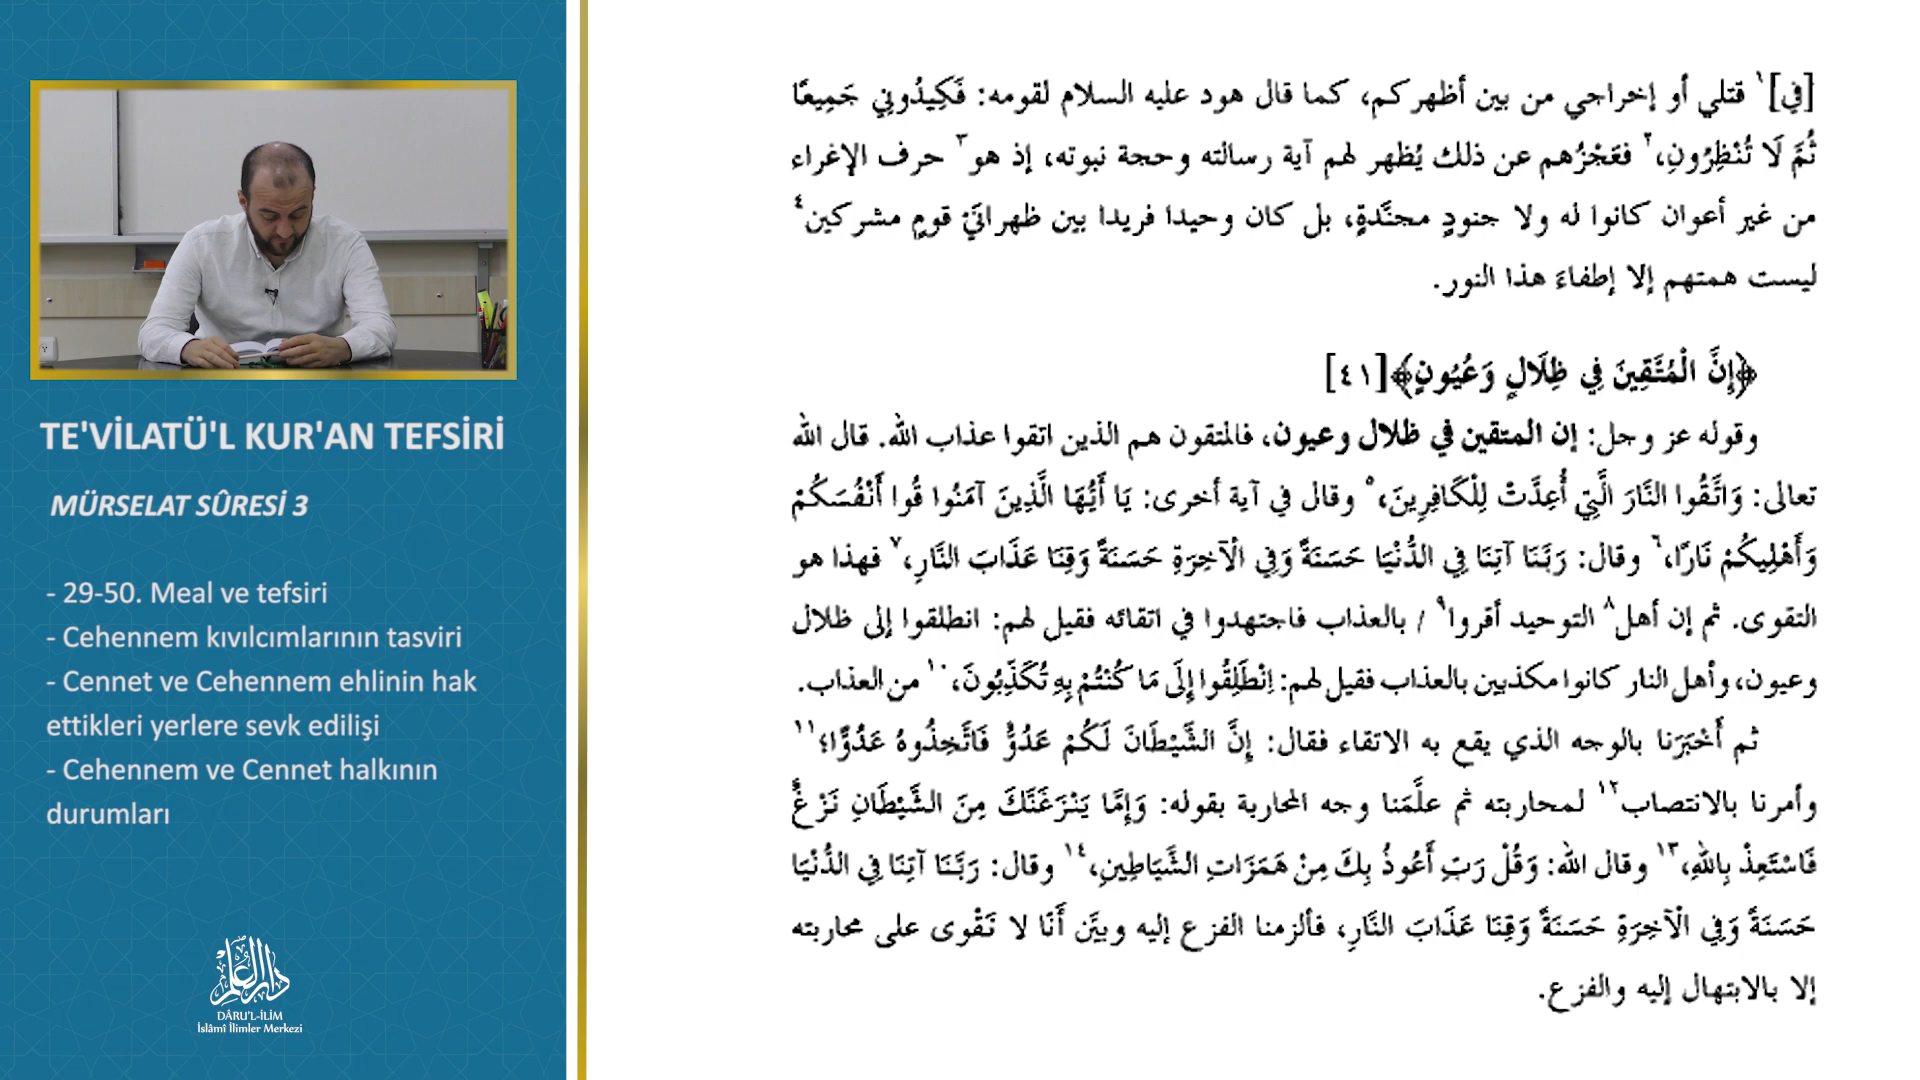 TE'VİLATÜ'L KUR'AN TEFSİRİ
MÜRSELAT SÛRESİ 3
- 29-50. Meal ve tefsiri
- Cehennem kıvılcımlarının tasviri
- Cennet ve Cehennem ehlinin hak
ettikleri yerlere sevk edilişi
- Cehennem ve Cennet halkının
durumları
دار العلم
DÂRU'L-İLİM
İslâmî İlimler Merkezi
[في]١ قتلي أو إخراجي من بين أظهركم، كما قال هود عليه السلام لقومه: فَكِيدُونِي جَمِيعًا
ثُمَّ لَا تُنْظِرُونِ،٢ فعَجْزُهم عن ذلك يُظهر لهم آية رسالته وحجة نبوته، إذ هو٣ حرف الإغراء
من غير أعوان كانوا له ولا جنودٍ مجنَّدةٍ، بل كان وحيدا فريدا بين ظهرانَيْ قومٍ مشركين٤
ليست همتهم إلا إطفاءَ هذا النور.
﴿إِنَّ الْمُتَّقِينَ فِي ظِلَالٍ وَعُيُونٍ﴾[٤١]
وقوله عز وجل: إن المتقين في ظلال وعيون، فالمتقون هم الذين اتقوا عذاب الله. قال الله
تعالى: وَاتَّقُوا النَّارَ الَّتِي أُعِدَّتْ لِلْكَافِرِينَ،٥ وقال في آية أخرى: يَا أَيُّهَا الَّذِينَ آمَنُوا قُوا أَنْفُسَكُمْ
وَأَهْلِيكُمْ نَارًا،٦ وقال: رَبَّنَا آتِنَا فِي الدُّنْيَا حَسَنَةً وَفِي الْآخِرَةِ حَسَنَةً وَقِنَا عَذَابَ النَّارِ،٧ فهذا هو
التقوى. ثم إن أهل٨ التوحيد أقروا٩ / بالعذاب فاجتهدوا في اتقائه فقيل لهم: انطلقوا إلى ظلال
وعيون، وأهل النار كانوا مكذبين بالعذاب فقيل لهم: اِنْطَلِقُوا إِلَى مَا كُنْتُمْ بِهِ تُكَذِّبُونَ،١٠ من العذاب.
ثم أَخْبَرَنا بالوجه الذي يقع به الاتقاء فقال: إِنَّ الشَّيْطَانَ لَكُمْ عَدُوٌّ فَاتَّخِذُوهُ عَدُوًّا؛١١
وأمرنا بالانتصاب١٢ لمحاربته ثم علَّمَنا وجه المحاربة بقوله: وَإِمَّا يَنْزَغَنَّكَ مِنَ الشَّيْطَانِ نَزْغٌ
فَاسْتَعِذْ بِاللهِ،١٣ وقال الله: وَقُلْ رَبِّ أَعُوذُ بِكَ مِنْ هَمَزَاتِ الشَّيَاطِينِ،١٤ وقال: رَبَّنَا آتِنَا فِي الدُّنْيَا
حَسَنَةً وَفِي الْآخِرَةِ حَسَنَةً وَقِنَا عَذَابَ النَّارِ، فألزمنا الفزع إليه وبيَّن أَنَّا لا نَقْوى على محاربته
إلا بالابتهال إليه والفزع.